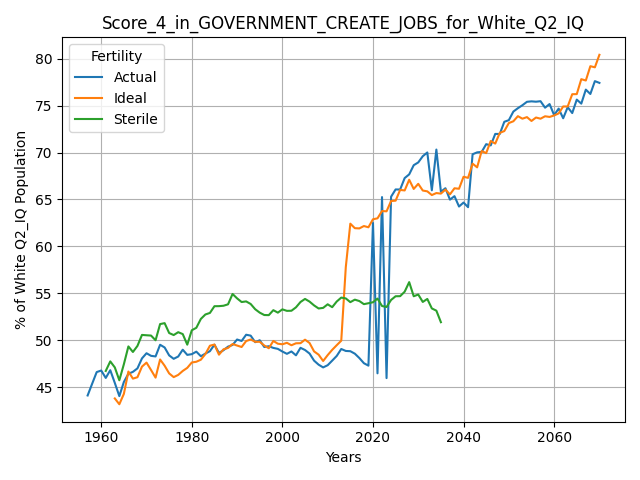 Score_4_in_GOVERNMENT_CREATE_JOBS_for_White_Q2_IQ
Fertility
Actual
Ideal
Sterile
% of White Q2_IQ Population
80
75
70
65
60
55
50
45
1960
1980
2000
2020
2040
2060
Years